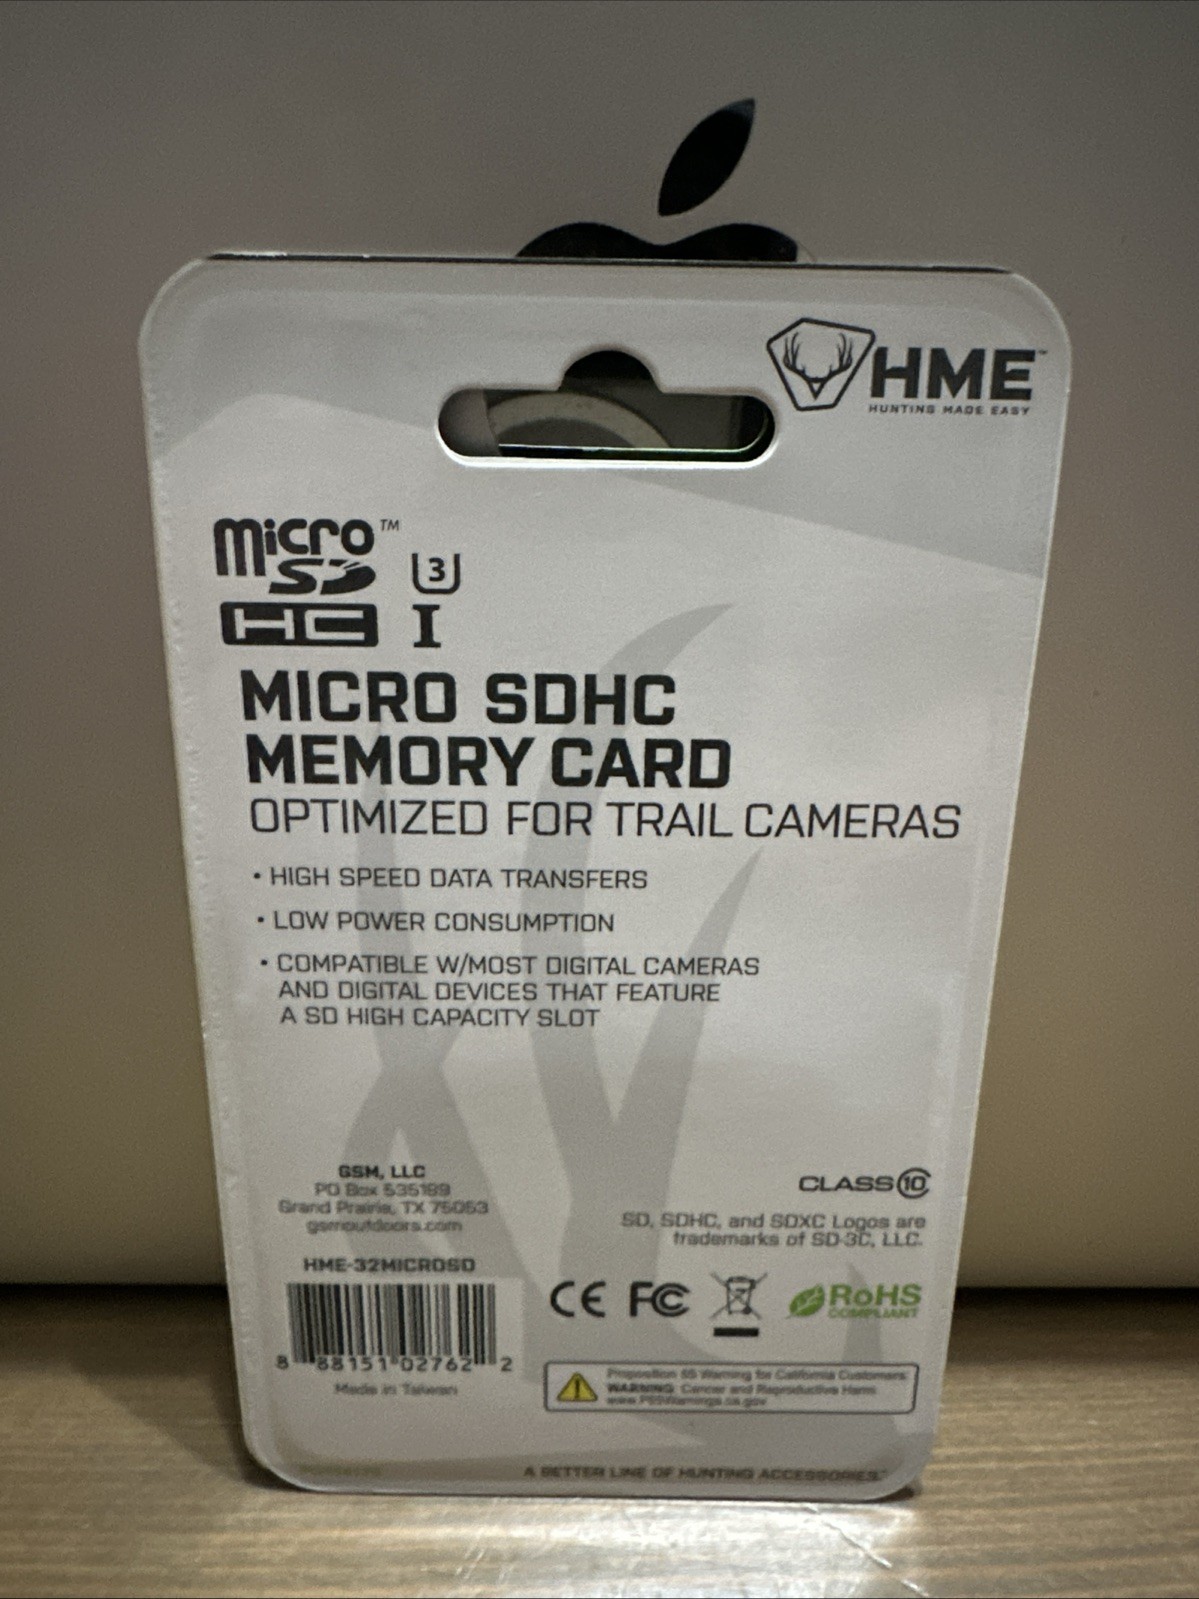 HME™
HUNTING MADE EASY
micro™
SD
HC
3
I
MICRO SDHC
MEMORY CARD
OPTIMIZED FOR TRAIL CAMERAS
• HIGH SPEED DATA TRANSFERS
• LOW POWER CONSUMPTION
• COMPATIBLE W/MOST DIGITAL CAMERAS
AND DIGITAL DEVICES THAT FEATURE
A SD HIGH CAPACITY SLOT
GSM, LLC
PO Box 535189
Grand Prairie, TX 75053
gsmoutdoors.com
HME-32MICROSD
8 88151 02762 2
Made in Taiwan
CLASS 10
SD, SDHC, and SDXC Logos are
trademarks of SD-3C, LLC.
CE FC
RoHS
COMPLIANT
Proposition 65 Warning for California Customers
WARNING Cancer and Reproductive Harm
www.P65Warnings.ca.gov
A BETTER LINE OF HUNTING ACCESSORIES.™